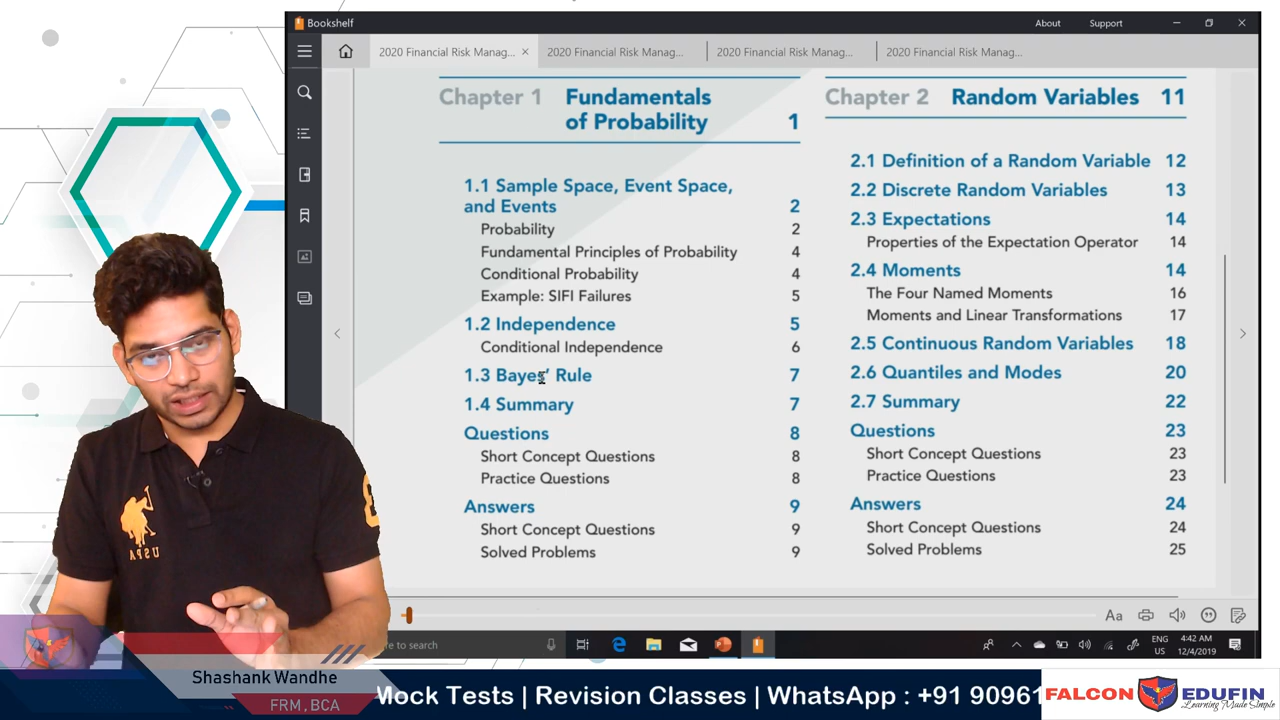 Bookshelf
About
Support
2020 Financial Risk Manag...
2020 Financial Risk Manag...
2020 Financial Risk Manag...
2020 Financial Risk Manag...
Chapter 1 Fundamentals
of Probability 1
1.1 Sample Space, Event Space,
and Events 2
Probability 2
Fundamental Principles of Probability 4
Conditional Probability 4
Example: SIFI Failures 5
1.2 Independence 5
Conditional Independence 6
1.3 Bayes’ Rule 7
1.4 Summary 7
Questions 8
Short Concept Questions 8
Practice Questions 8
Answers 9
Short Concept Questions 9
Solved Problems 9
Chapter 2 Random Variables 11
2.1 Definition of a Random Variable 12
2.2 Discrete Random Variables 13
2.3 Expectations 14
Properties of the Expectation Operator 14
2.4 Moments 14
The Four Named Moments 16
Moments and Linear Transformations 17
2.5 Continuous Random Variables 18
2.6 Quantiles and Modes 20
2.7 Summary 22
Questions 23
Short Concept Questions 23
Practice Questions 23
Answers 24
Short Concept Questions 24
Solved Problems 25
Aa
USPA
3
re to search
ENG
US
4:42 AM
12/4/2019
Shashank Wandhe
FRM, BCA
Mock Tests | Revision Classes | WhatsApp : +91 9096
FALCON EDUFIN
Learning Made Simple